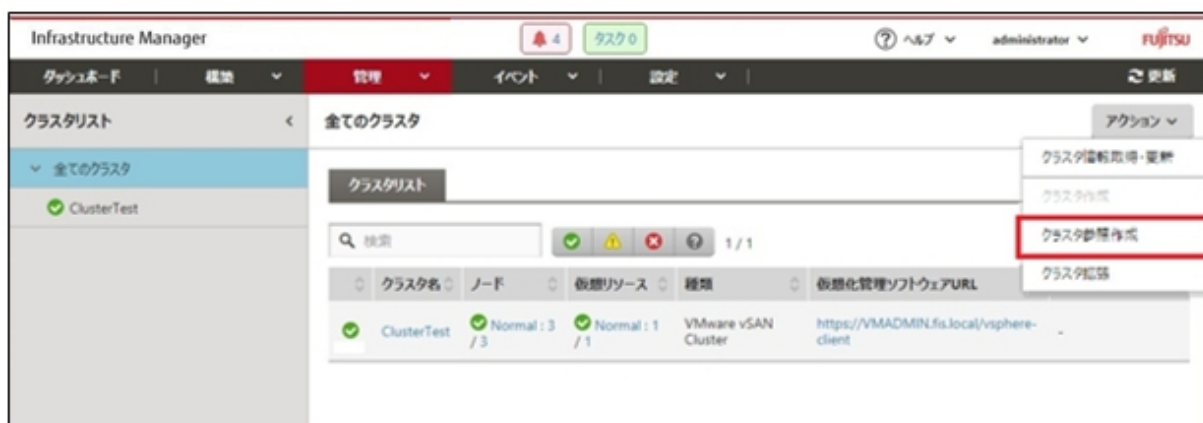 Infrastructure Manager
4
タスク 0
ヘルプ
administrator
FUJITSU
ダッシュボード
構築
管理
イベント
設定
更新
クラスタリスト
全てのクラスタ
アクション
全てのクラスタ
ClusterTest
クラスタリスト
クラスタ情報取得・更新
クラスタ作成
クラスタ参照作成
クラスタ拡張
検索
1 / 1
クラスタ名
ノード
仮想リソース
種類
仮想化管理ソフトウェアURL
ClusterTest
Normal : 3
/ 3
Normal : 1
/ 1
VMware vSAN
Cluster
https://VMADMIN.fis.local/vsphere-
client
-